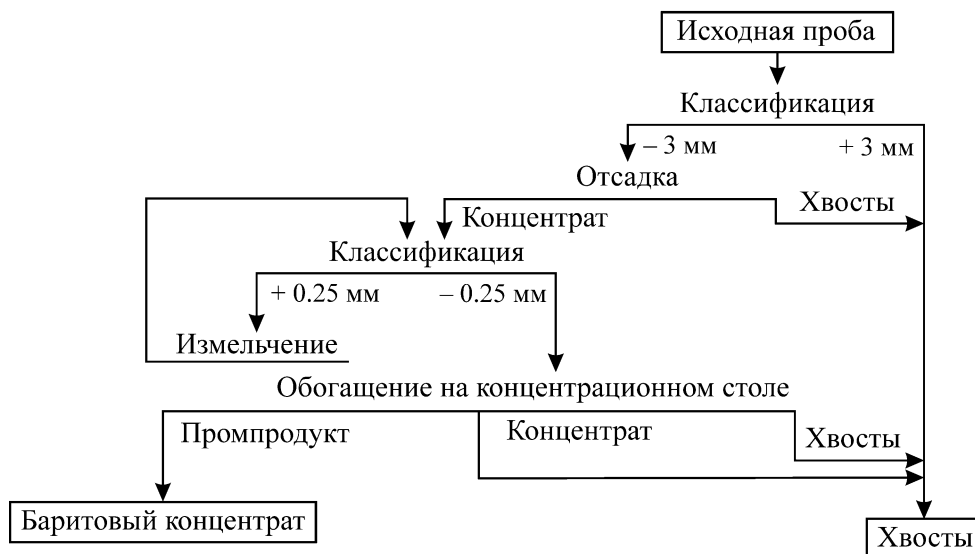 Исходная проба
Классификация
– 3 мм
+ 3 мм
Отсадка
Хвосты
Концентрат
Классификация
+ 0.25 мм
– 0.25 мм
Измельчение
Обогащение на концентрационном столе
Промпродукт
Концентрат
Хвосты
Баритовый концентрат
Хвосты